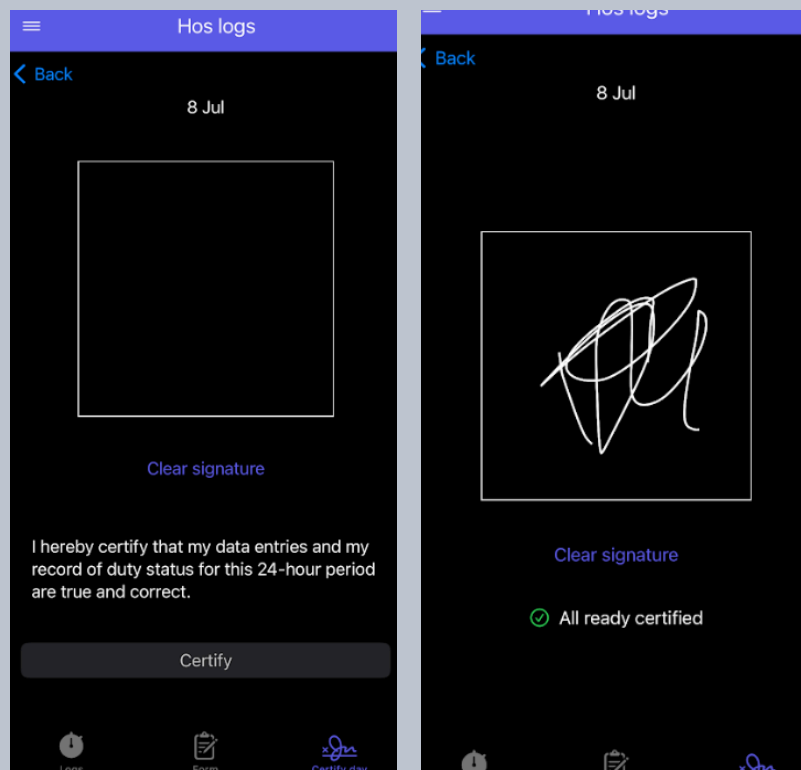 Hos logs
Back
8 Jul
Clear signature
I hereby certify that my data entries and my
record of duty status for this 24-hour period
are true and correct.
Certify
Logs
Form
Certify day
Hos logs
Back
8 Jul
Clear signature
All ready certified